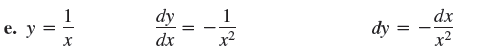 e. y = 1/x    dy/dx = −1/x²    dy = −dx/x²